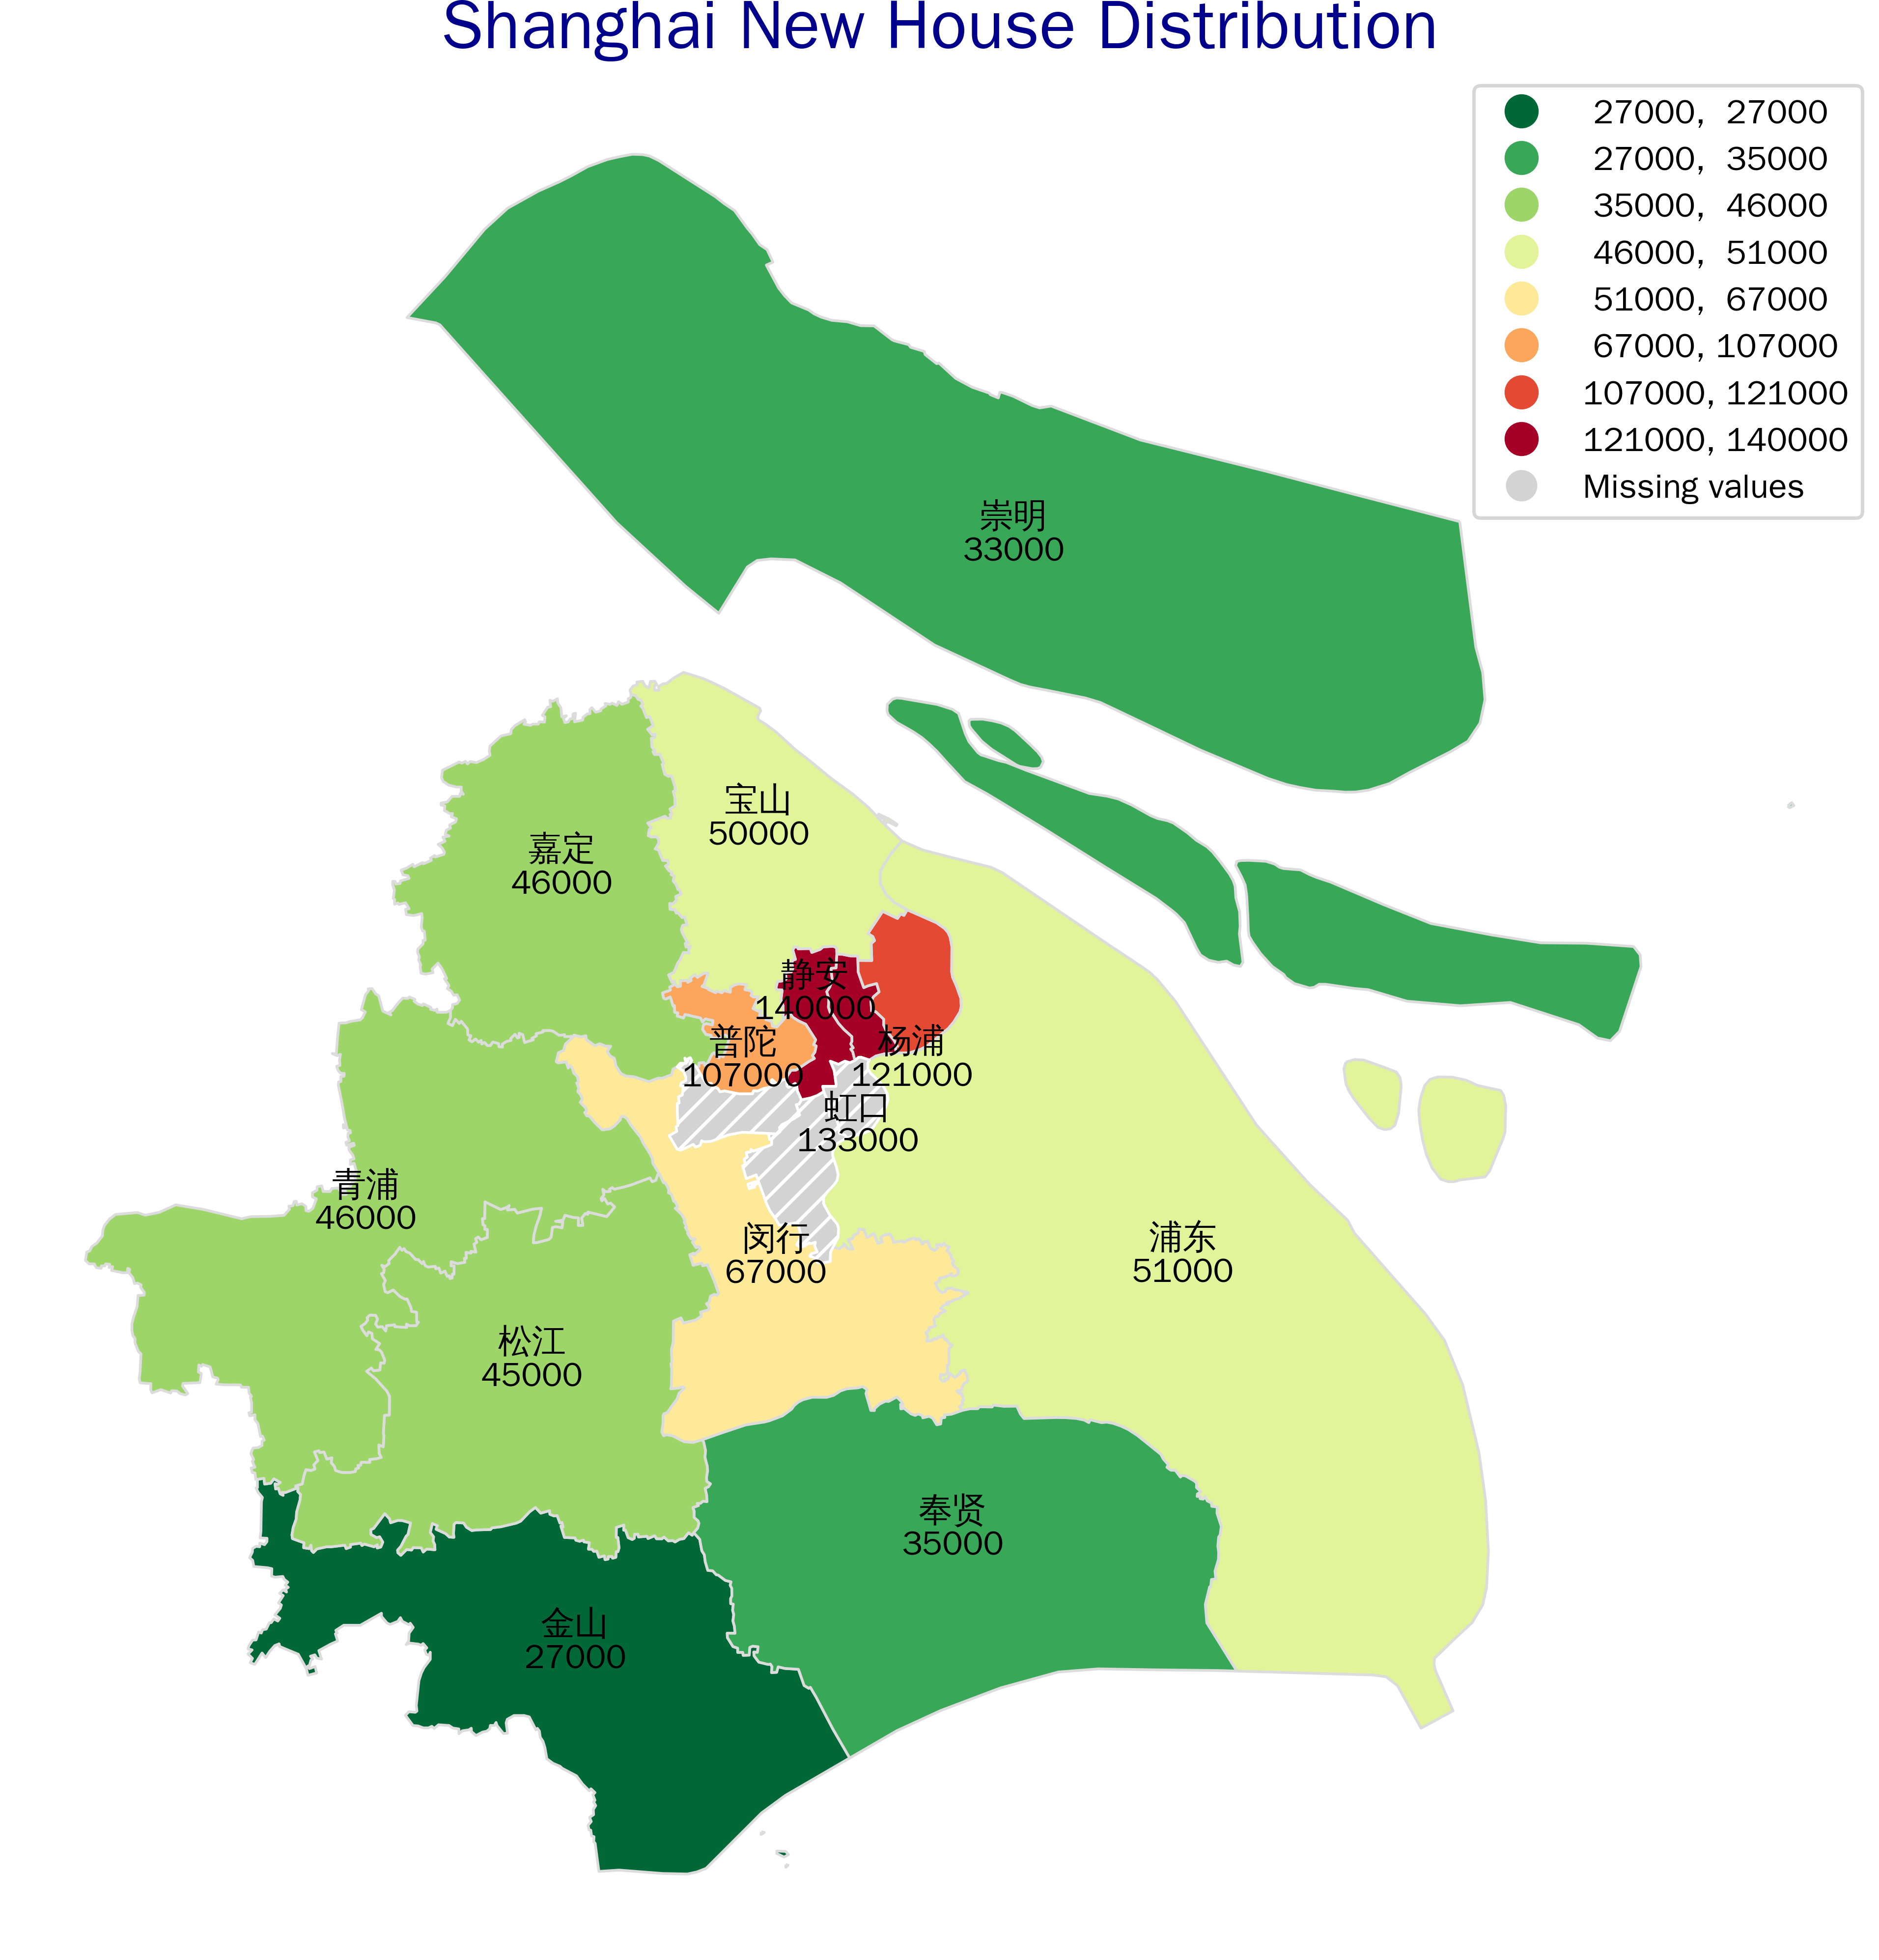 Shanghai New House Distribution
27000, 27000
27000, 35000
35000, 46000
46000, 51000
51000, 67000
67000, 107000
107000, 121000
121000, 140000
Missing values
崇明
33000
宝山
50000
嘉定
46000
静安
140000
普陀
107000
杨浦
121000
虹口
133000
青浦
46000
闵行
67000
浦东
51000
松江
45000
奉贤
35000
金山
27000